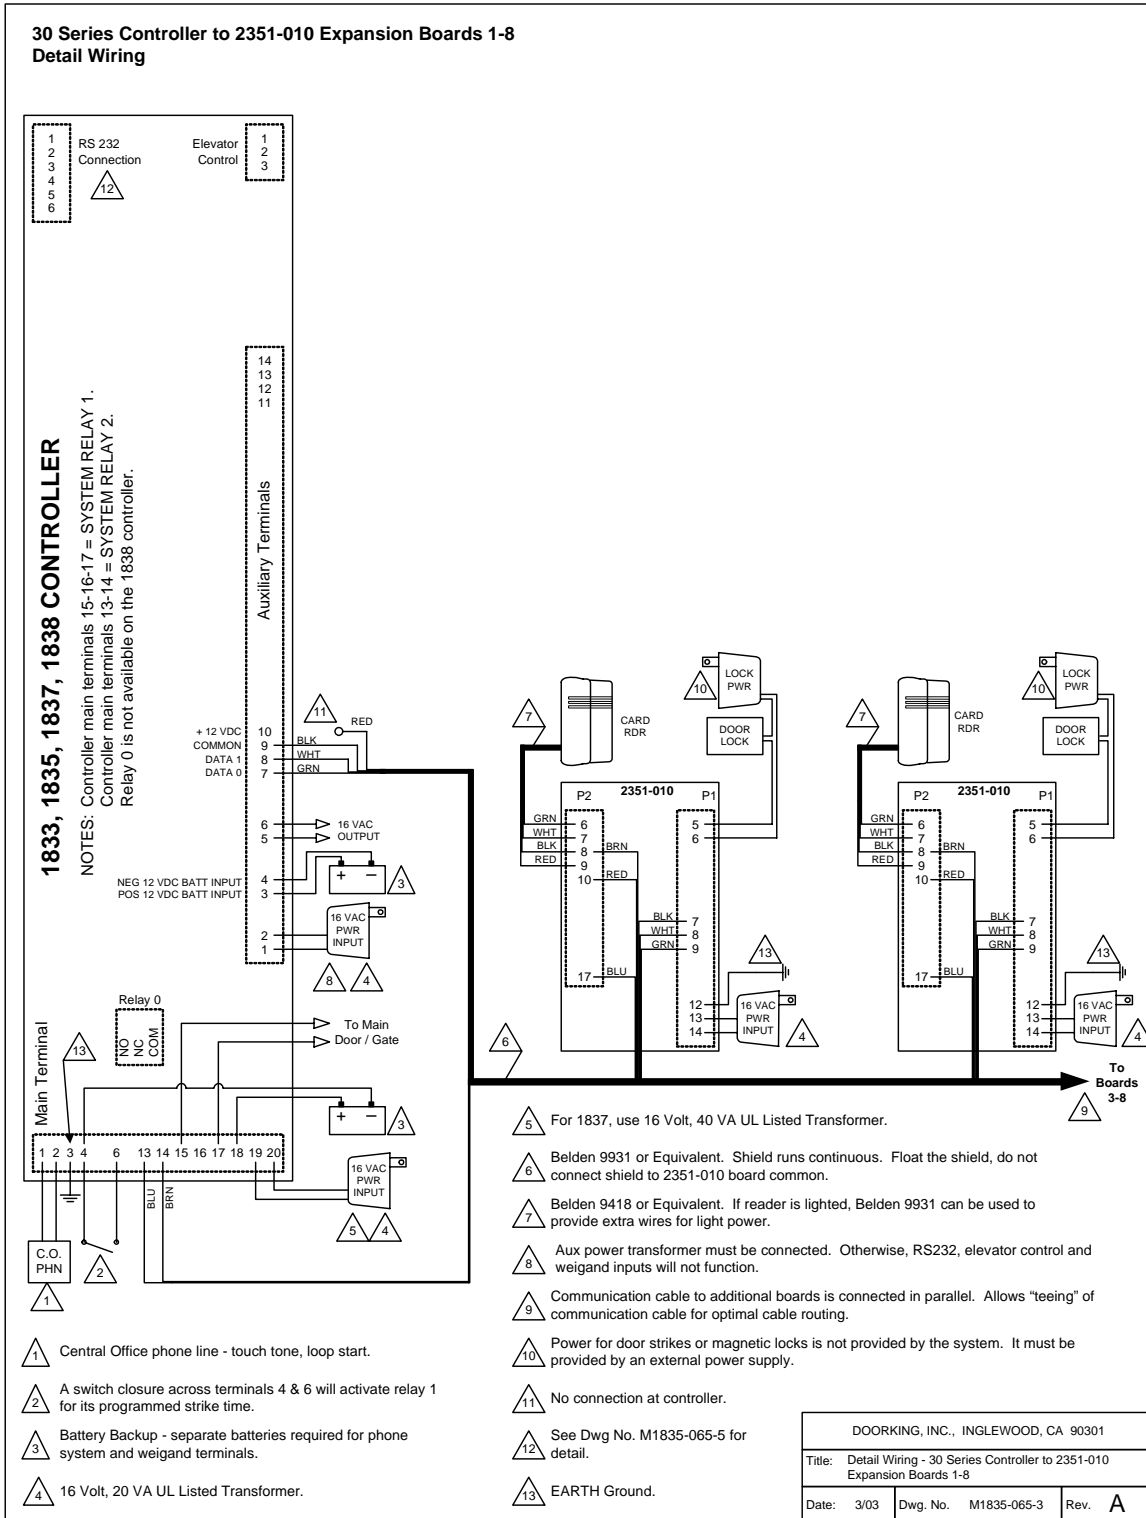 30 Series Controller to 2351-010 Expansion Boards 1-8
Detail Wiring
1
2
3
4
5
6
RS 232
Connection
12
Elevator
Control
1
2
3
1833, 1835, 1837, 1838 CONTROLLER
NOTES: Controller main terminals 15-16-17 = SYSTEM RELAY 1.
Controller main terminals 13-14 = SYSTEM RELAY 2.
Relay 0 is not available on the 1838 controller.
14
13
12
11
Auxiliary Terminals
+ 12 VDC 10
COMMON 9 BLK
DATA 1 8 WHT
DATA 0 7 GRN
11
RED
6 16 VAC
5 OUTPUT
NEG 12 VDC BATT INPUT 4
POS 12 VDC BATT INPUT 3
+ –
3
2
1
16 VAC
PWR
INPUT
8
4
Relay 0
NO
NC
COM
To Main
Door / Gate
Main Terminal
13
+ –
3
1 2 3 4 6 13 14 15 16 17 18 19 20
BLU
BRN
16 VAC
PWR
INPUT
5
4
C.O.
PHN
1
2
7
CARD
RDR
10
LOCK
PWR
DOOR
LOCK
P2 2351-010 P1
GRN 6
WHT 7
BLK 8 BRN
RED 9
10 RED
17 BLU
5
6
BLK 7
WHT 8
GRN 9
13
12
13
14
16 VAC
PWR
INPUT
4
6
7
CARD
RDR
10
LOCK
PWR
DOOR
LOCK
P2 2351-010 P1
GRN 6
WHT 7
BLK 8 BRN
RED 9
10 RED
17 BLU
5
6
BLK 7
WHT 8
GRN 9
13
12
13
14
16 VAC
PWR
INPUT
4
To
Boards
3-8
9
1 Central Office phone line - touch tone, loop start.
2 A switch closure across terminals 4 & 6 will activate relay 1
for its programmed strike time.
3 Battery Backup - separate batteries required for phone
system and weigand terminals.
4 16 Volt, 20 VA UL Listed Transformer.
5 For 1837, use 16 Volt, 40 VA UL Listed Transformer.
6 Belden 9931 or Equivalent. Shield runs continuous. Float the shield, do not
connect shield to 2351-010 board common.
7 Belden 9418 or Equivalent. If reader is lighted, Belden 9931 can be used to
provide extra wires for light power.
8 Aux power transformer must be connected. Otherwise, RS232, elevator control and
weigand inputs will not function.
9 Communication cable to additional boards is connected in parallel. Allows “teeing” of
communication cable for optimal cable routing.
10 Power for door strikes or magnetic locks is not provided by the system. It must be
provided by an external power supply.
11 No connection at controller.
12 See Dwg No. M1835-065-5 for
detail.
13 EARTH Ground.
DOORKING, INC., INGLEWOOD, CA 90301
Title: Detail Wiring - 30 Series Controller to 2351-010
Expansion Boards 1-8
Date: 3/03 Dwg. No. M1835-065-3 Rev. A